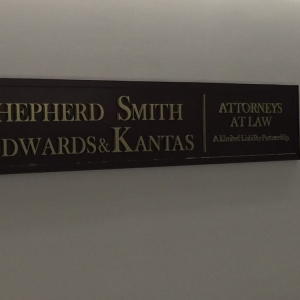 HEPHERD SMITH
DWARDS & KANTAS
ATTORNEYS
AT LAW
A Limited Liability Partnership